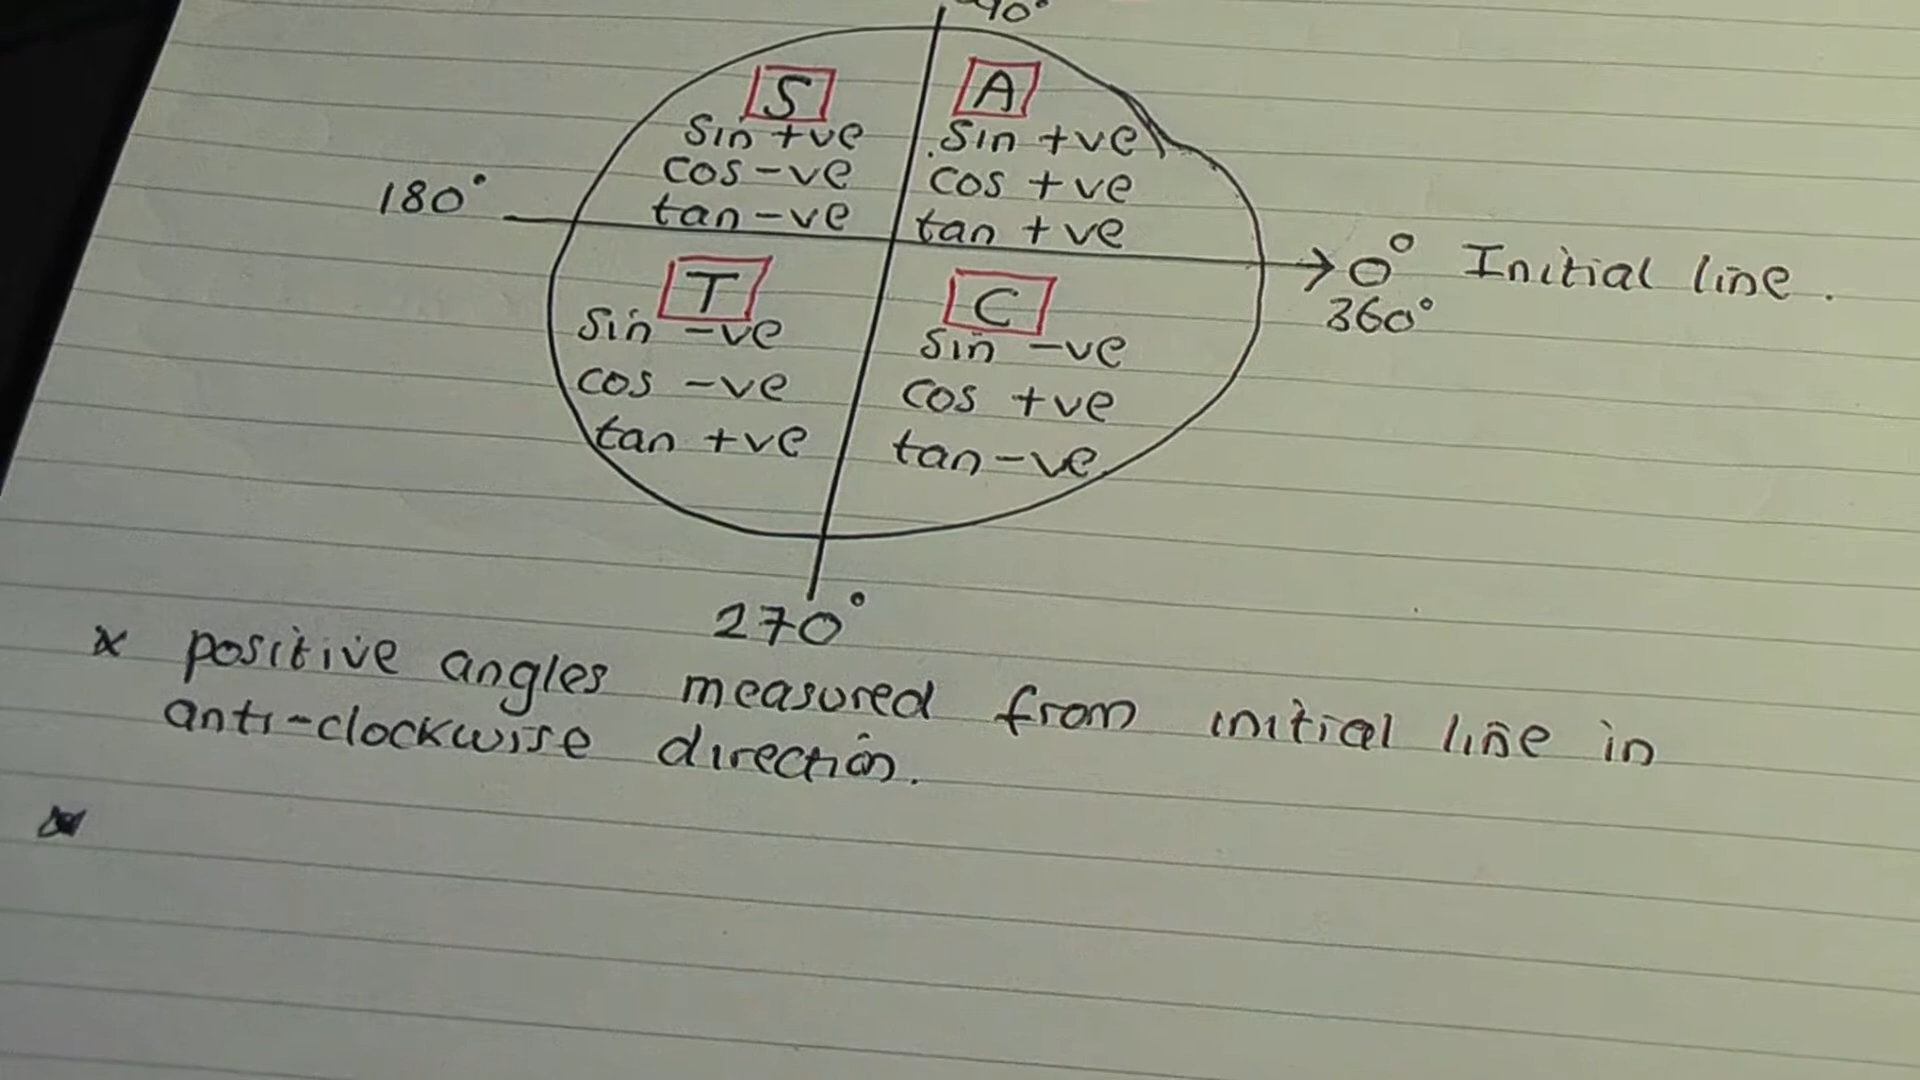 90°
S
A
sin +ve
sin +ve
cos -ve
cos +ve
180°
tan -ve
tan +ve
0° Initial line.
360°
T
C
sin -ve
sin -ve
cos -ve
cos +ve
tan +ve
tan -ve
270°
* positive angles measured from initial line in
anti-clockwise direction.